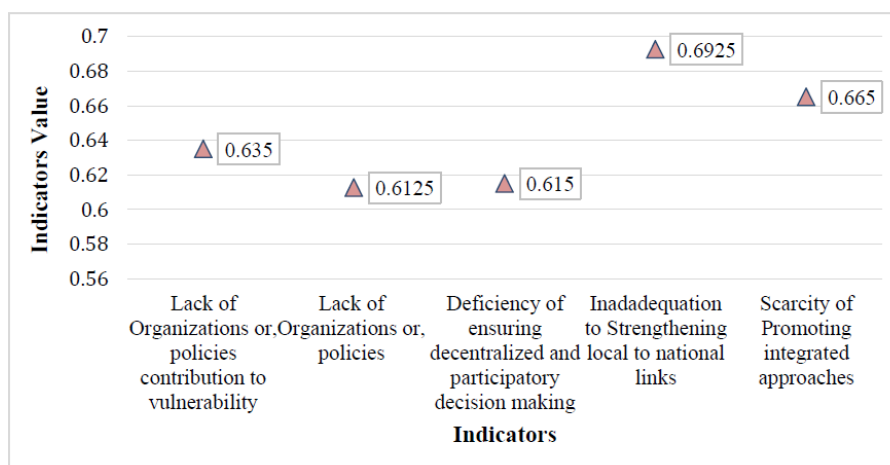 0.7
0.68
0.66
0.64
0.62
0.6
0.58
0.56
Indicators Value
0.635
0.6125
0.615
0.6925
0.665
Lack of
Organizations or,
policies
contribution to
vulnerability
Lack of
Organizations or,
policies
Deficiency of
ensuring
decentralized and
participatory
decision making
Inadadequation
to Strengthening
local to national
links
Scarcity of
Promoting
integrated
approaches
Indicators